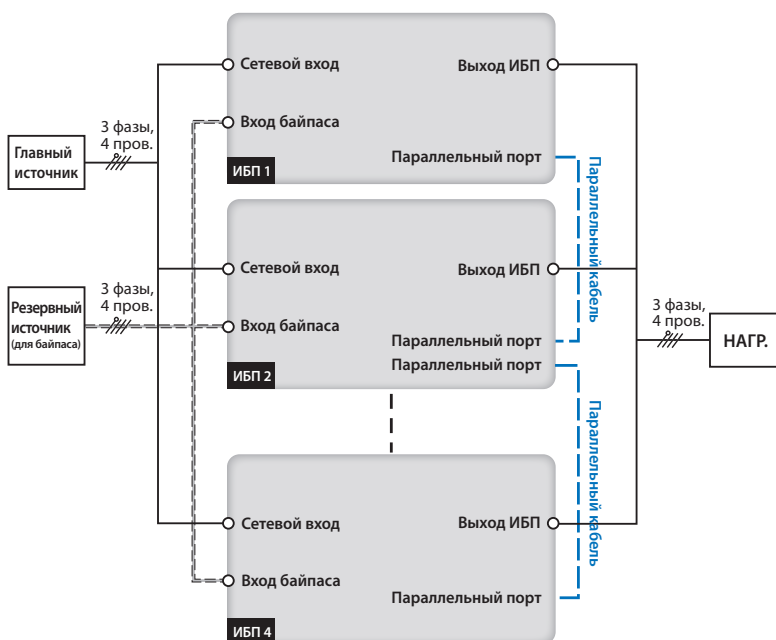 Сетевой вход
Выход ИБП
Вход байпаса
Параллельный порт
ИБП 1
3 фазы,
4 пров.
Главный
источник
Параллельный кабель
Сетевой вход
Выход ИБП
Вход байпаса
Параллельный порт
Параллельный порт
ИБП 2
3 фазы,
4 пров.
Резервный
источник
(для байпаса)
3 фазы,
4 пров.
НАГР.
Параллельный кабель
Сетевой вход
Выход ИБП
Вход байпаса
Параллельный порт
ИБП 4